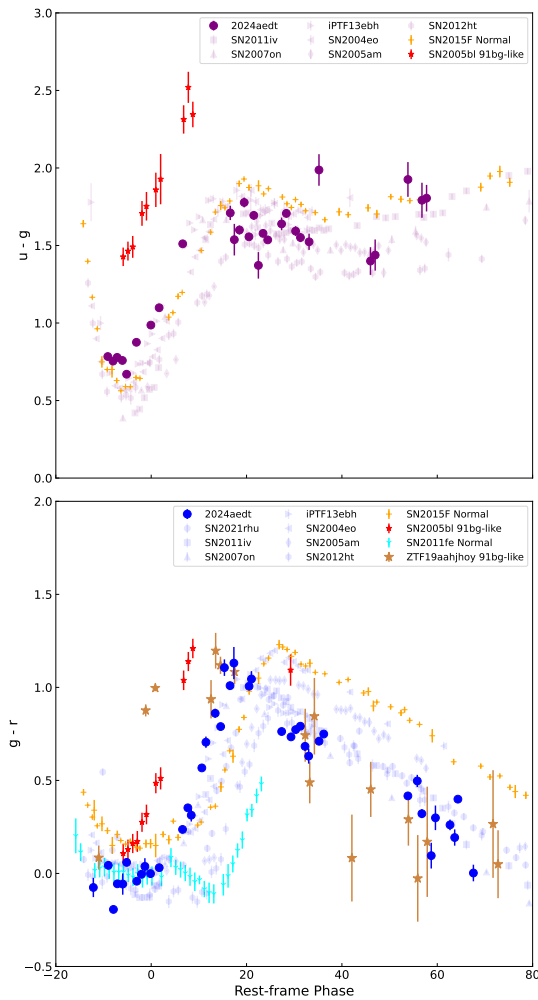 3.0
2024aedt iPTF13ebh SN2012ht
SN2011iv SN2004eo SN2015F Normal
SN2007on SN2005am SN2005bl 91bg-like
2.5
2.0
u - g
1.5
1.0
0.5
0.0
2.0
2024aedt iPTF13ebh SN2015F Normal
SN2021rhu SN2004eo SN2005bl 91bg-like
SN2011iv SN2005am SN2011fe Normal
SN2007on SN2012ht ZTF19aahjhoy 91bg-like
1.5
1.0
g - r
0.5
0.0
−0.5
−20 0 20 40 60 80
Rest-frame Phase